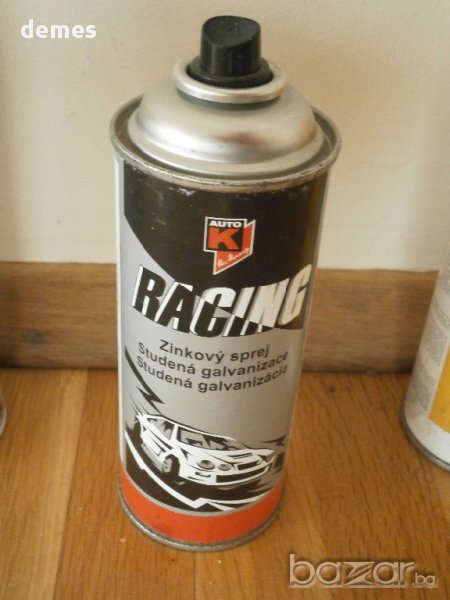 demes
AUTO
K
RACING
Zinkový sprej
Studená galvanizace
Studená galvanizácia
bazar.bg